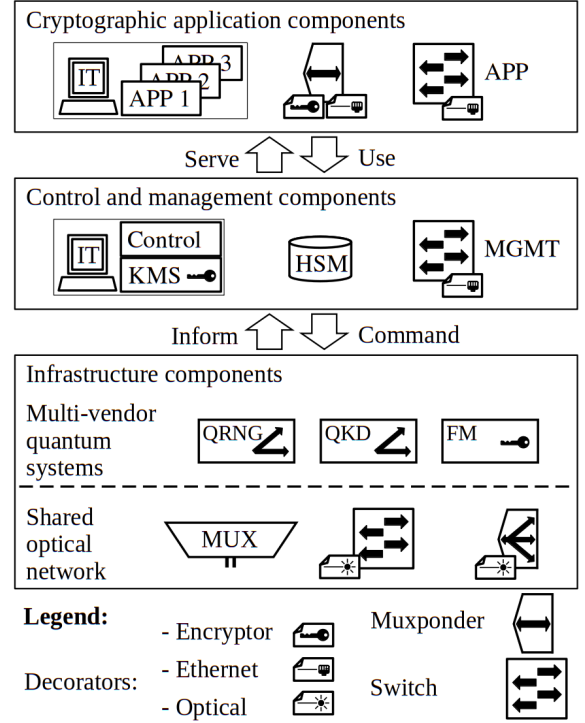 Cryptographic application components
IT
APP 1
APP 2
APP 3
APP
Serve
Use
Control and management components
IT
Control
KMS
HSM
MGMT
Inform
Command
Infrastructure components
Multi-vendor
quantum
systems
QRNG
QKD
FM
Shared
optical
network
MUX
Legend:
Decorators:
- Encryptor
- Ethernet
- Optical
Muxponder
Switch